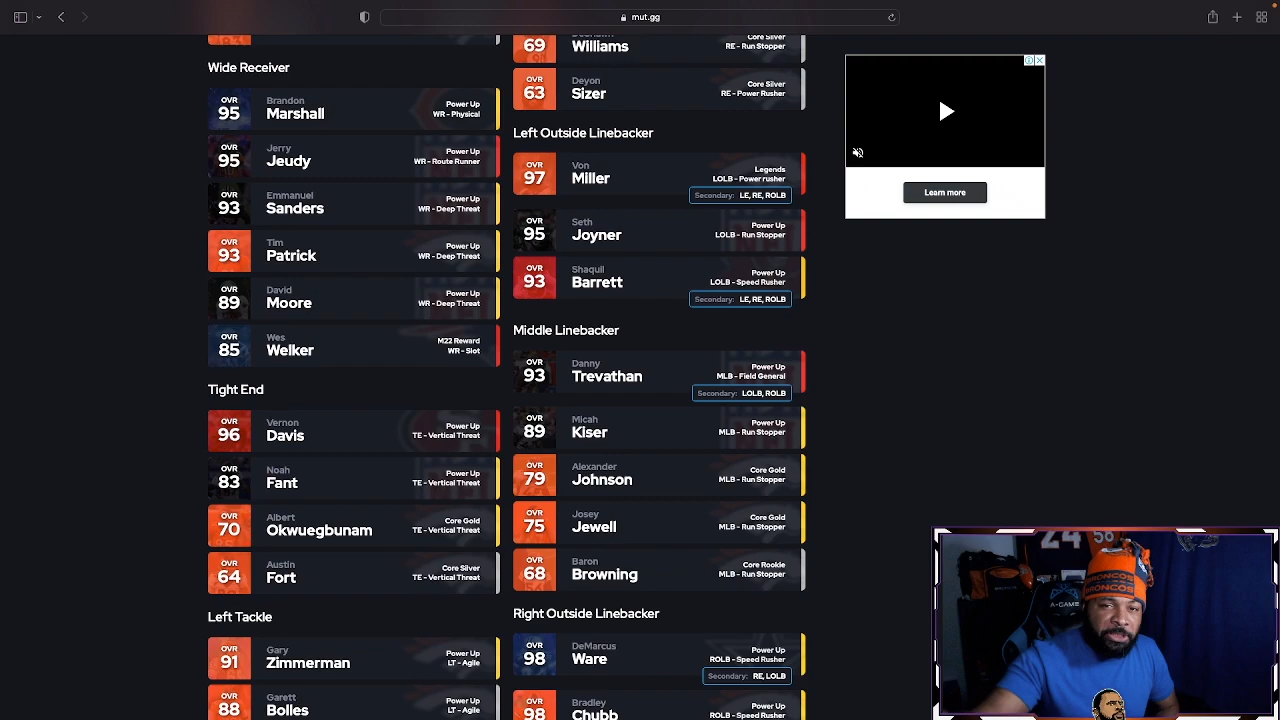 mut.gg
Wide Receiver
OVR
95
Brandon
Marshall
Power Up
WR - Physical
OVR
95
Jerry
Jeudy
Power Up
WR - Route Runner
OVR
93
Emmanuel
Sanders
Power Up
WR - Deep Threat
OVR
93
Tim
Patrick
Power Up
WR - Deep Threat
OVR
89
David
Moore
Power Up
WR - Deep Threat
OVR
85
Wes
Welker
M22 Reward
WR - Slot
Tight End
OVR
96
Vernon
Davis
Power Up
TE - Vertical Threat
OVR
83
Noah
Fant
Power Up
TE - Vertical Threat
OVR
70
Albert
Okwuegbunam
Core Gold
TE - Vertical Threat
OVR
64
Austin
Fort
Core Silver
TE - Vertical Threat
Left Tackle
OVR
91
Gary
Zimmerman
Power Up
LT - Agile
OVR
88
Garett
Bolles
Power Up
LT - Agile
69
Williams
Core Silver
RE - Run Stopper
OVR
63
Deyon
Sizer
Core Silver
RE - Power Rusher
Left Outside Linebacker
OVR
97
Von
Miller
Legends
LOLB - Power rusher
Secondary: LE, RE, ROLB
OVR
95
Seth
Joyner
Power Up
LOLB - Run Stopper
OVR
93
Shaquil
Barrett
Power Up
LOLB - Speed Rusher
Secondary: LE, RE, ROLB
Middle Linebacker
OVR
93
Danny
Trevathan
Power Up
MLB - Field General
Secondary: LOLB, ROLB
OVR
89
Micah
Kiser
Power Up
MLB - Run Stopper
OVR
79
Alexander
Johnson
Core Gold
MLB - Run Stopper
OVR
75
Josey
Jewell
Core Gold
MLB - Run Stopper
OVR
68
Baron
Browning
Core Rookie
MLB - Run Stopper
Right Outside Linebacker
OVR
98
DeMarcus
Ware
Power Up
ROLB - Speed Rusher
Secondary: RE, LOLB
OVR
98
Bradley
Chubb
Power Up
ROLB - Speed Rusher
Learn more
24 56
BRONCOS
A-GAME